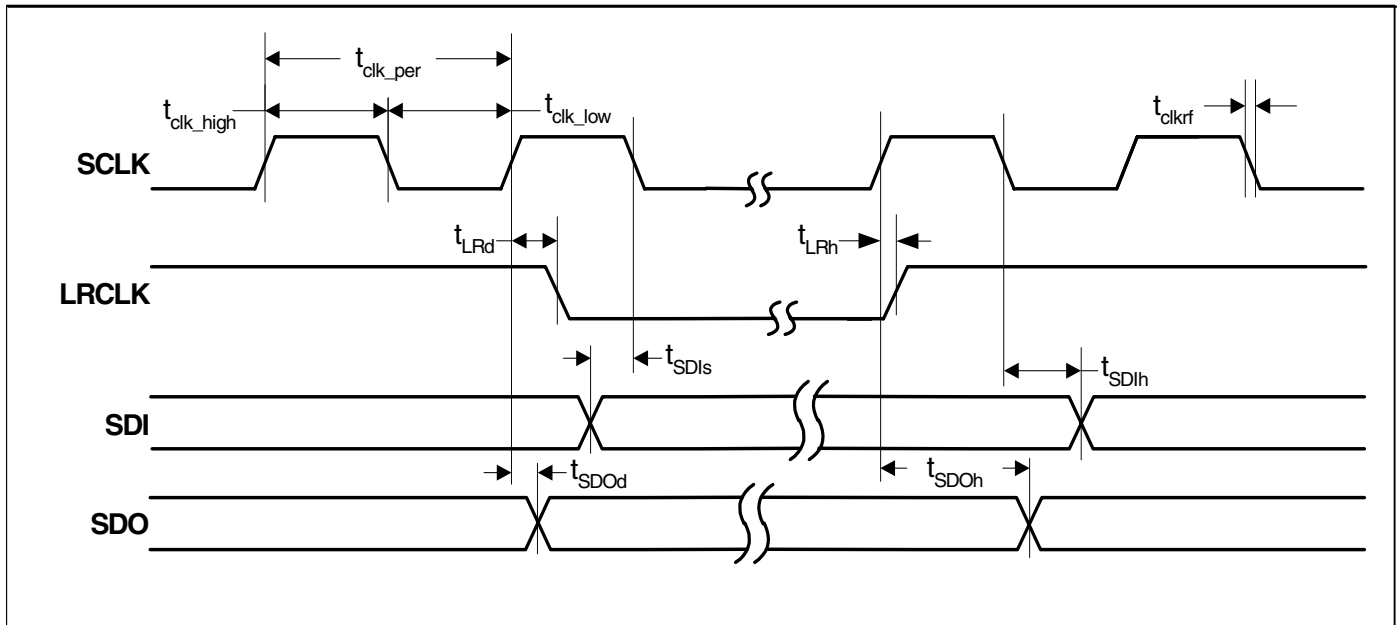 t_clk_per
t_clk_high t_clk_low t_clkrf
SCLK
t_LRd t_LRh
LRCLK
t_SDIs t_SDIh
SDI
t_SDOd t_SDOh
SDO